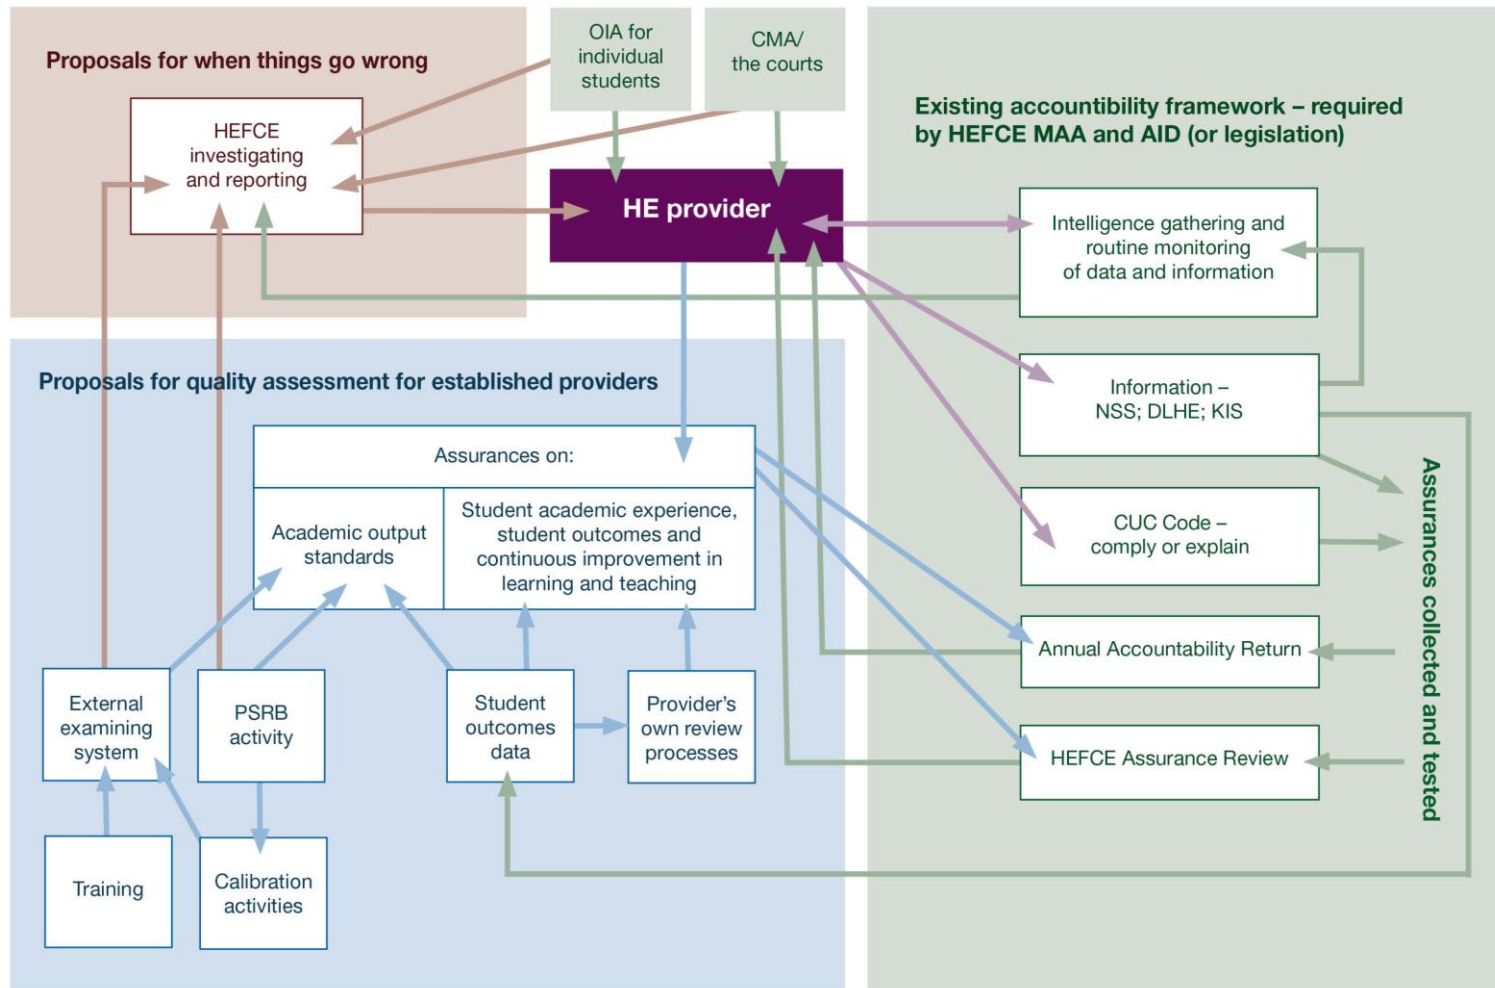 Proposals for when things go wrong
HEFCE
investigating
and reporting
OIA for
individual
students
CMA/
the courts
HE provider
Existing accountibility framework – required
by HEFCE MAA and AID (or legislation)
Intelligence gathering and
routine monitoring
of data and information
Information –
NSS; DLHE; KIS
CUC Code –
comply or explain
Annual Accountability Return
HEFCE Assurance Review
Assurances collected and tested
Proposals for quality assessment for established providers
Assurances on:
Academic output
standards
Student academic experience,
student outcomes and
continuous improvement in
learning and teaching
External
examining
system
PSRB
activity
Student
outcomes
data
Provider’s
own review
processes
Training
Calibration
activities